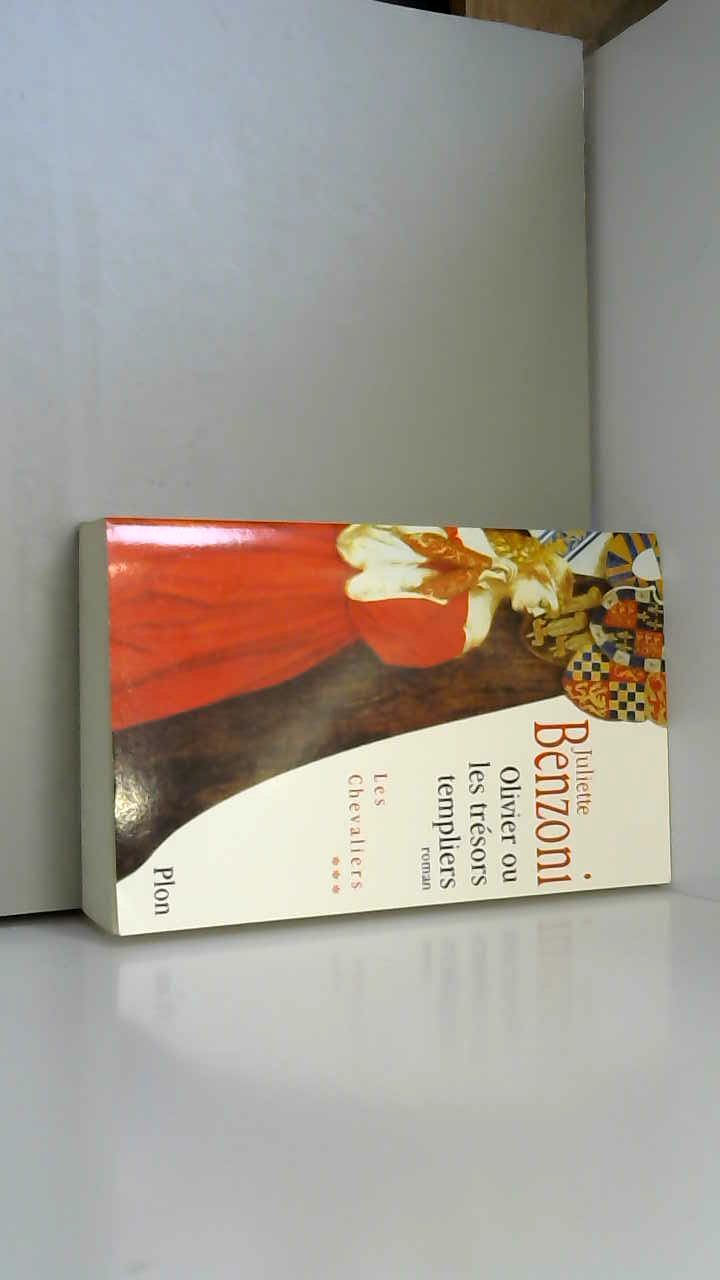 Juliette
Benzoni
Olivier ou
les trésors
templiers
roman
Les
Chevaliers
***
Plon